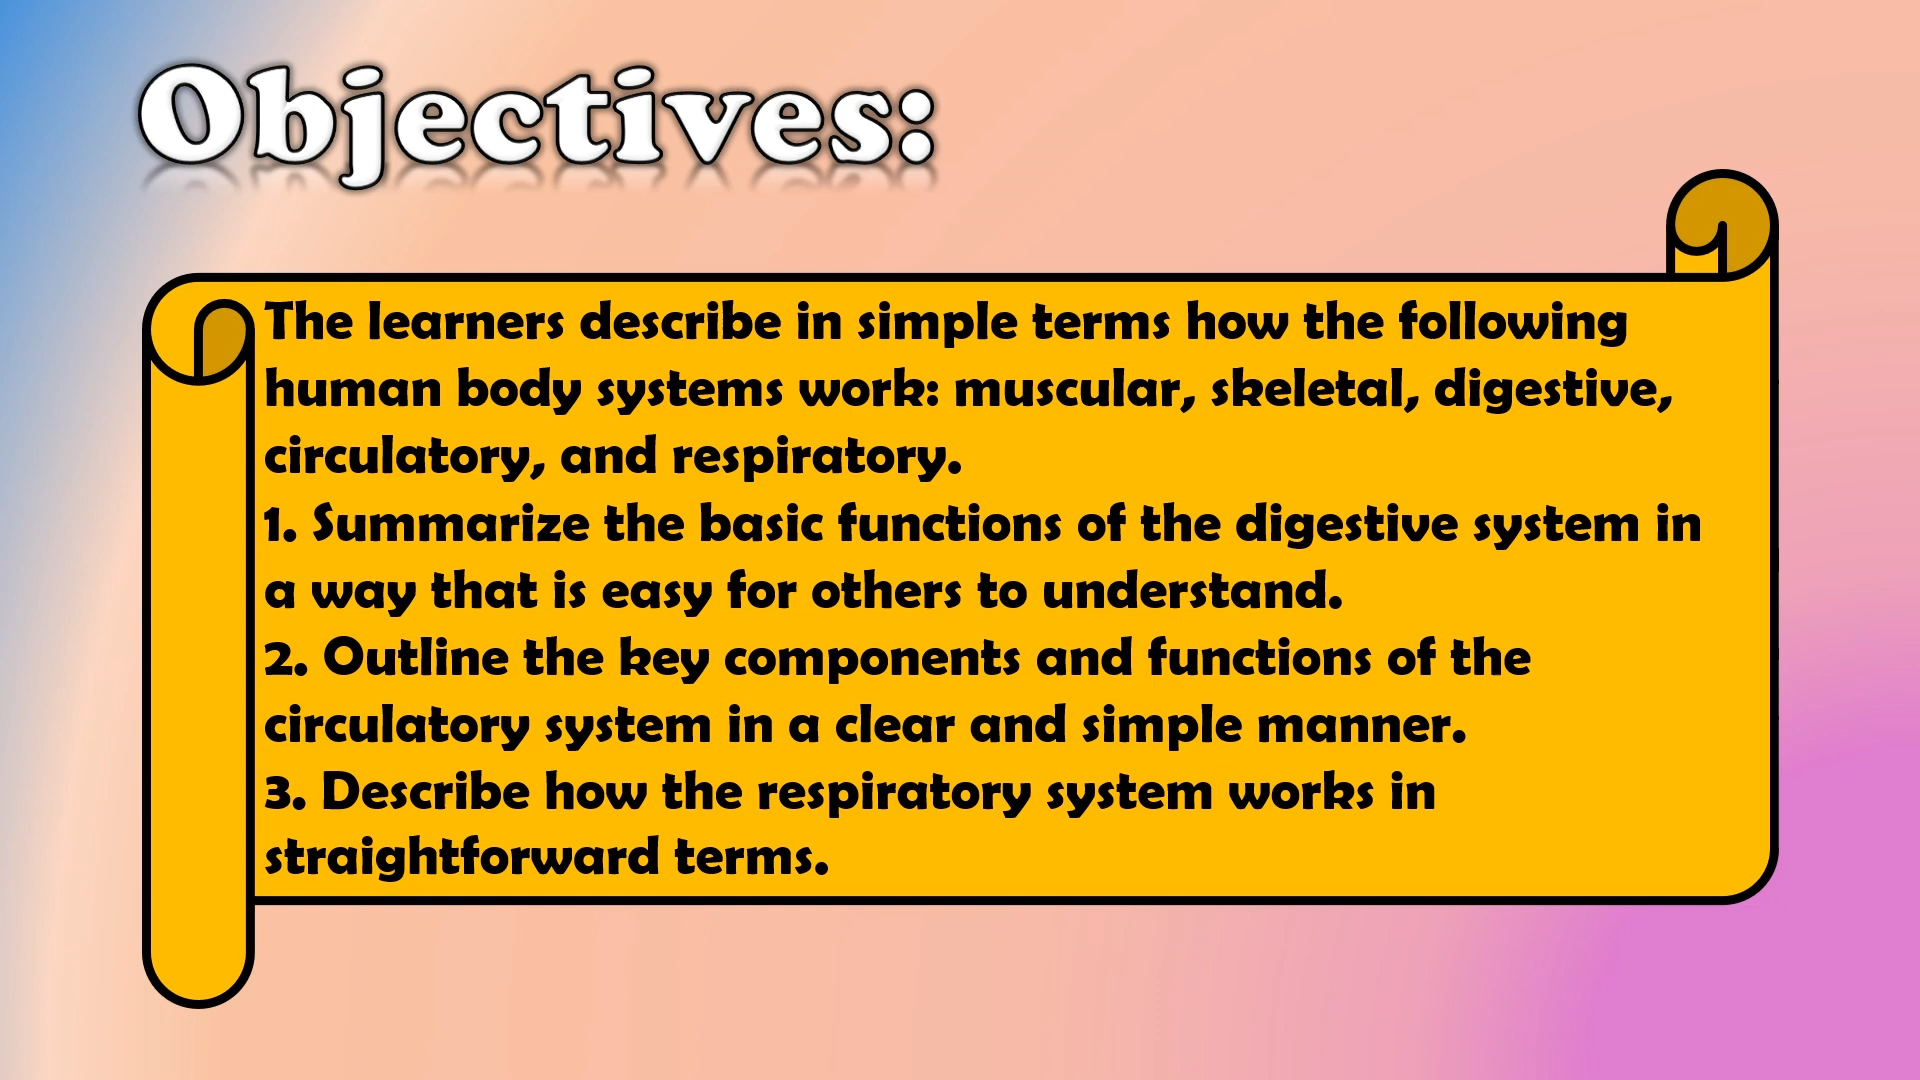 Objectives:
The learners describe in simple terms how the following
human body systems work: muscular, skeletal, digestive,
circulatory, and respiratory.
1. Summarize the basic functions of the digestive system in
a way that is easy for others to understand.
2. Outline the key components and functions of the
circulatory system in a clear and simple manner.
3. Describe how the respiratory system works in
straightforward terms.